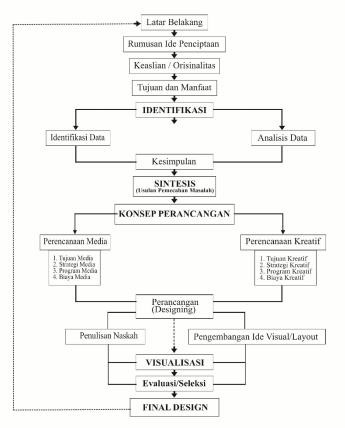 Latar Belakang
Rumusan Ide Penciptaan
Keaslian / Orisinalitas
Tujuan dan Manfaat
IDENTIFIKASI
Identifikasi Data
Analisis Data
Kesimpulan
SINTESIS
(Usulan Pemecahan Masalah)
KONSEP PERANCANGAN
Perencanaan Media
Perencanaan Kreatif
1. Tujuan Media
2. Strategi Media
3. Program Media
4. Biaya Media
1. Tujuan Kreatif
2. Strategi Kreatif
3. Program Kreatif
4. Biaya Kreatif
Perancangan
(Designing)
Penulisan Naskah
Pengembangan Ide Visual/Layout
VISUALISASI
Evaluasi/Seleksi
FINAL DESIGN